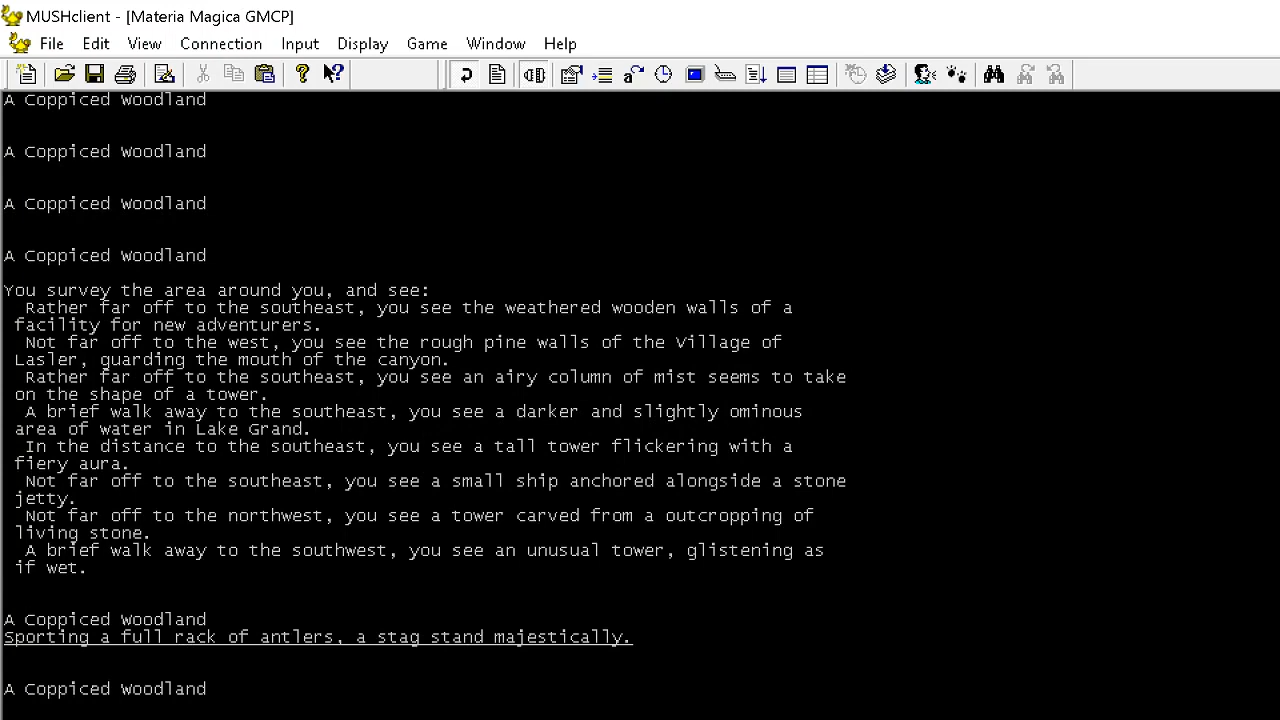 MUSHclient - [Materia Magica GMCP]
File Edit View Connection Input Display Game Window Help
A Coppiced Woodland
A Coppiced Woodland
A Coppiced Woodland
A Coppiced Woodland
You survey the area around you, and see:
Rather far off to the southeast, you see the weathered wooden walls of a
facility for new adventurers.
Not far off to the west, you see the rough pine walls of the Village of
Lasler, guarding the mouth of the canyon.
Rather far off to the southeast, you see an airy column of mist seems to take
on the shape of a tower.
A brief walk away to the southeast, you see a darker and slightly ominous
area of water in Lake Grand.
In the distance to the southeast, you see a tall tower flickering with a
fiery aura.
Not far off to the southeast, you see a small ship anchored alongside a stone
jetty.
Not far off to the northwest, you see a tower carved from a outcropping of
living stone.
A brief walk away to the southwest, you see an unusual tower, glistening as
if wet.
A Coppiced Woodland
Sporting a full rack of antlers, a stag stand majestically.
A Coppiced Woodland